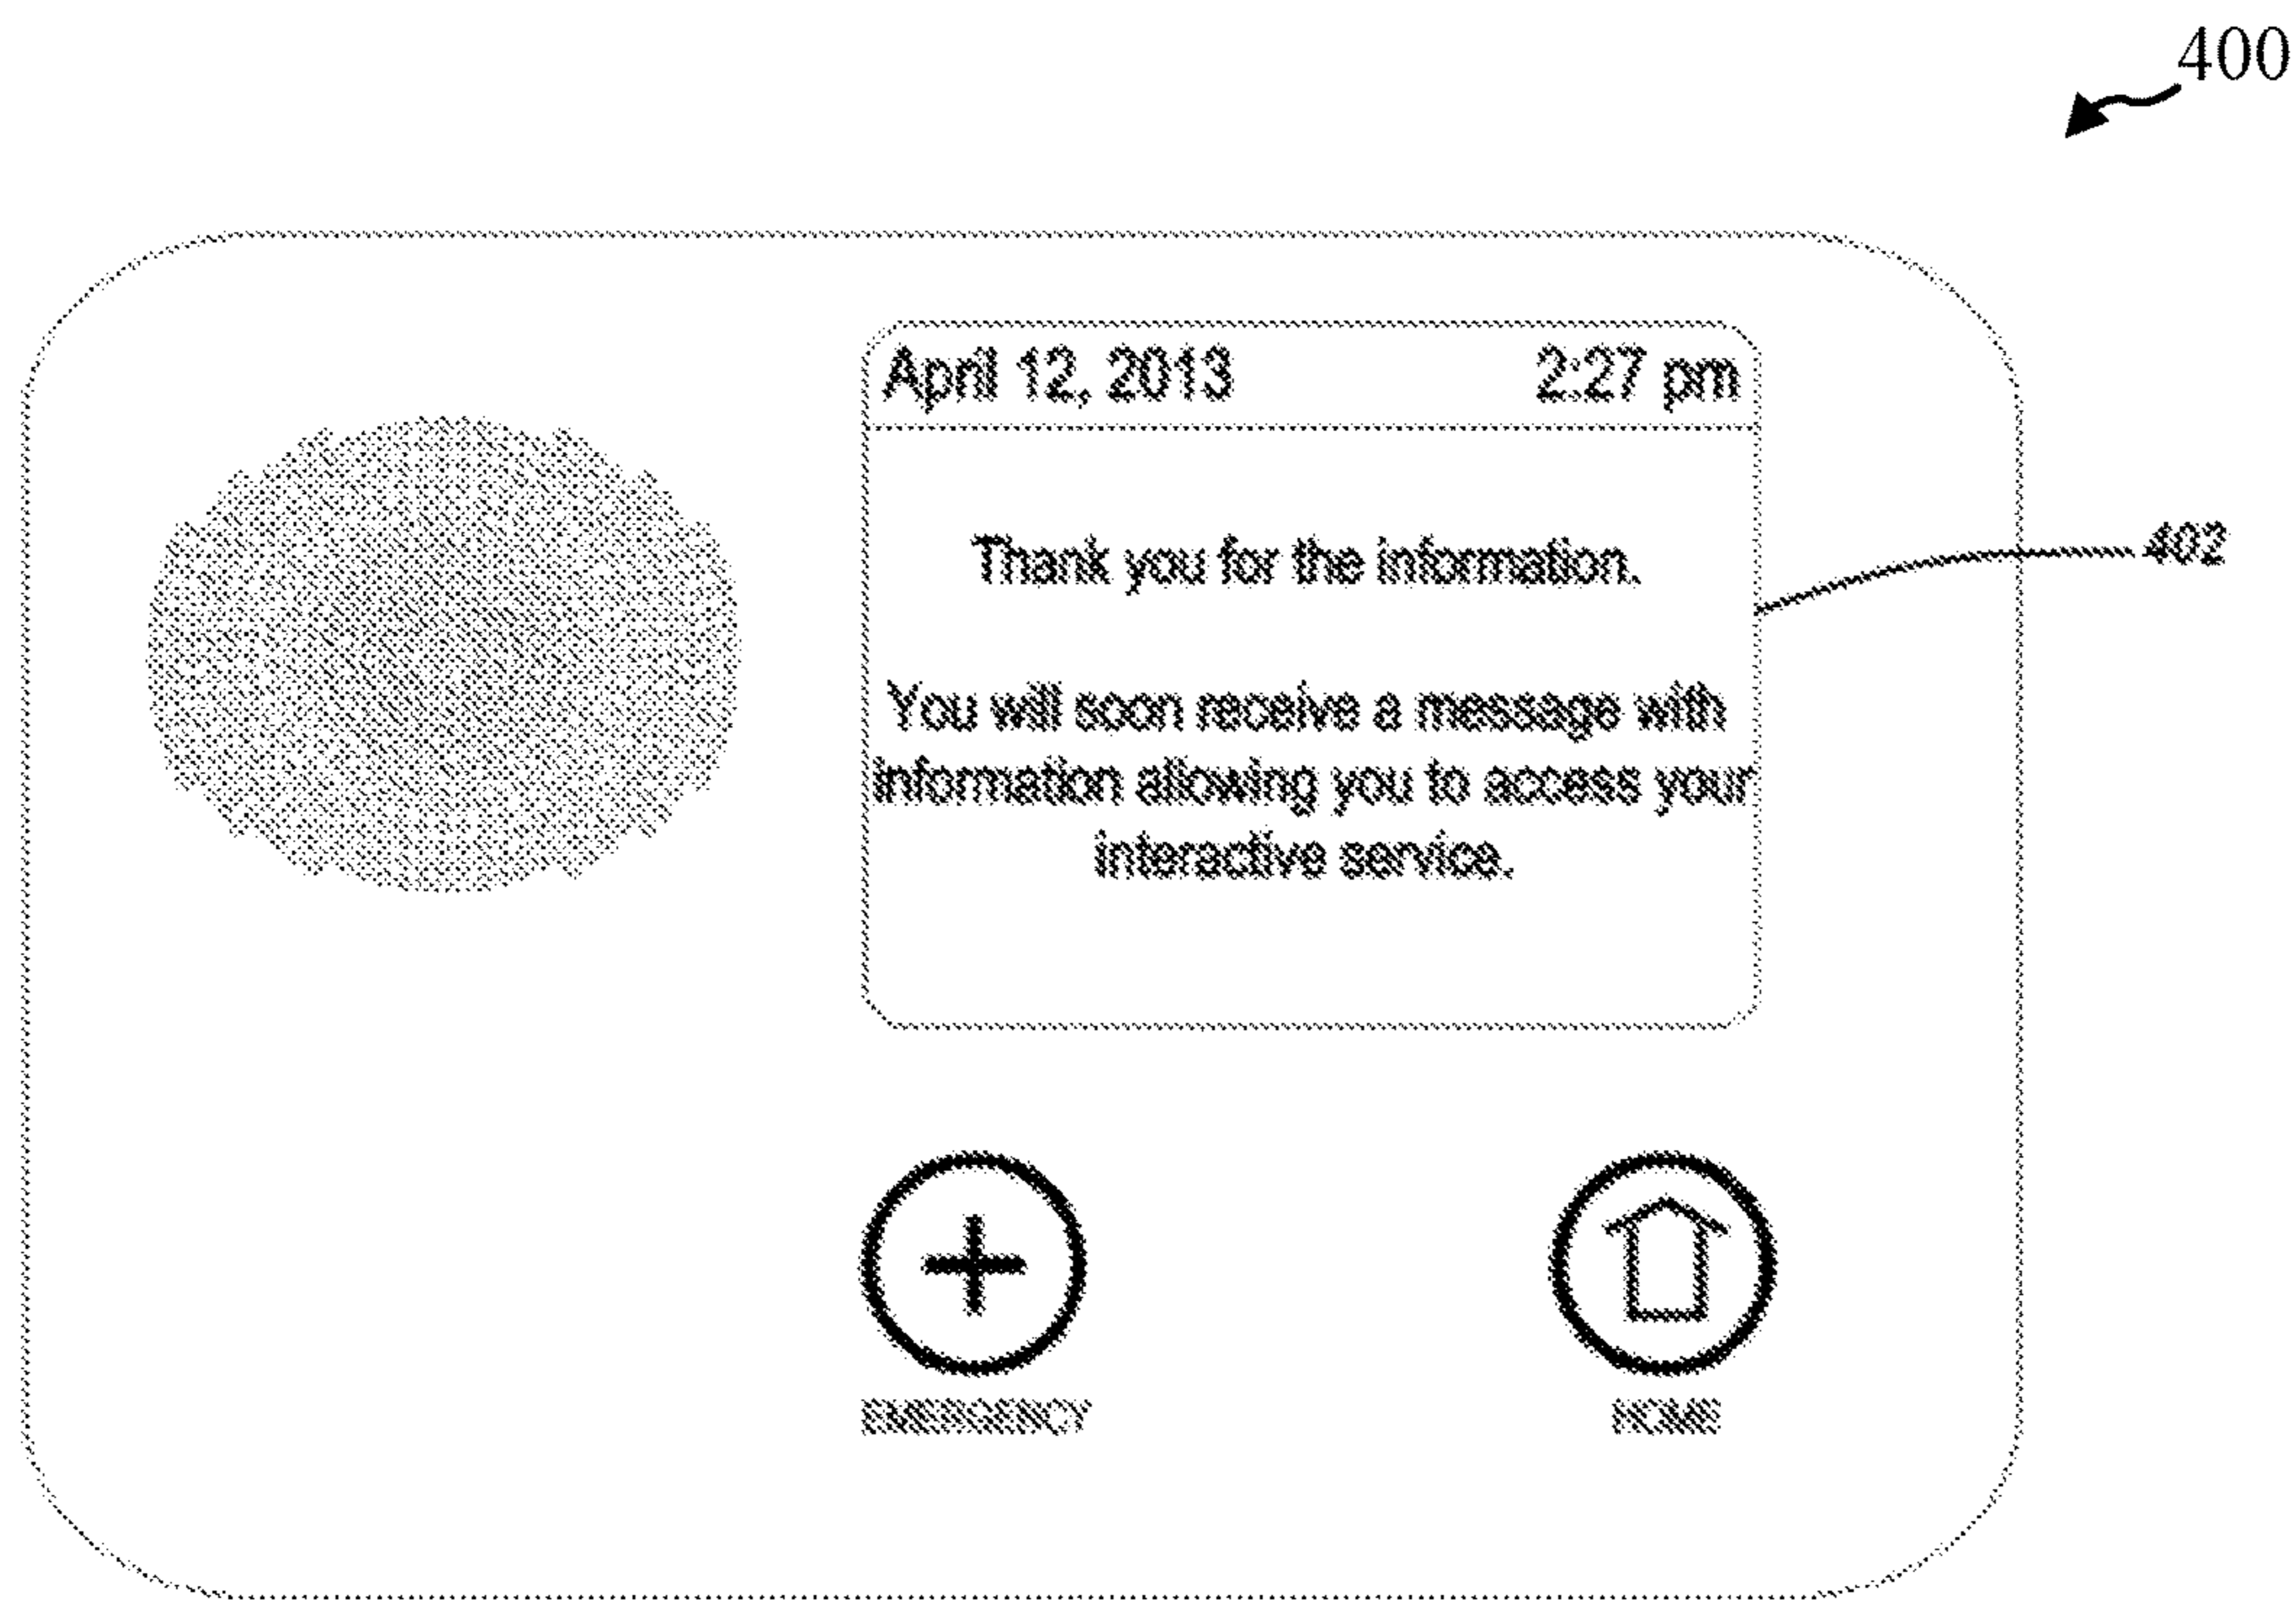 400
April 12, 2013 2:27 pm
Thank you for the information.
402
You will soon receive a message with
information allowing you to access your
interactive service.
EMERGENCY HOME